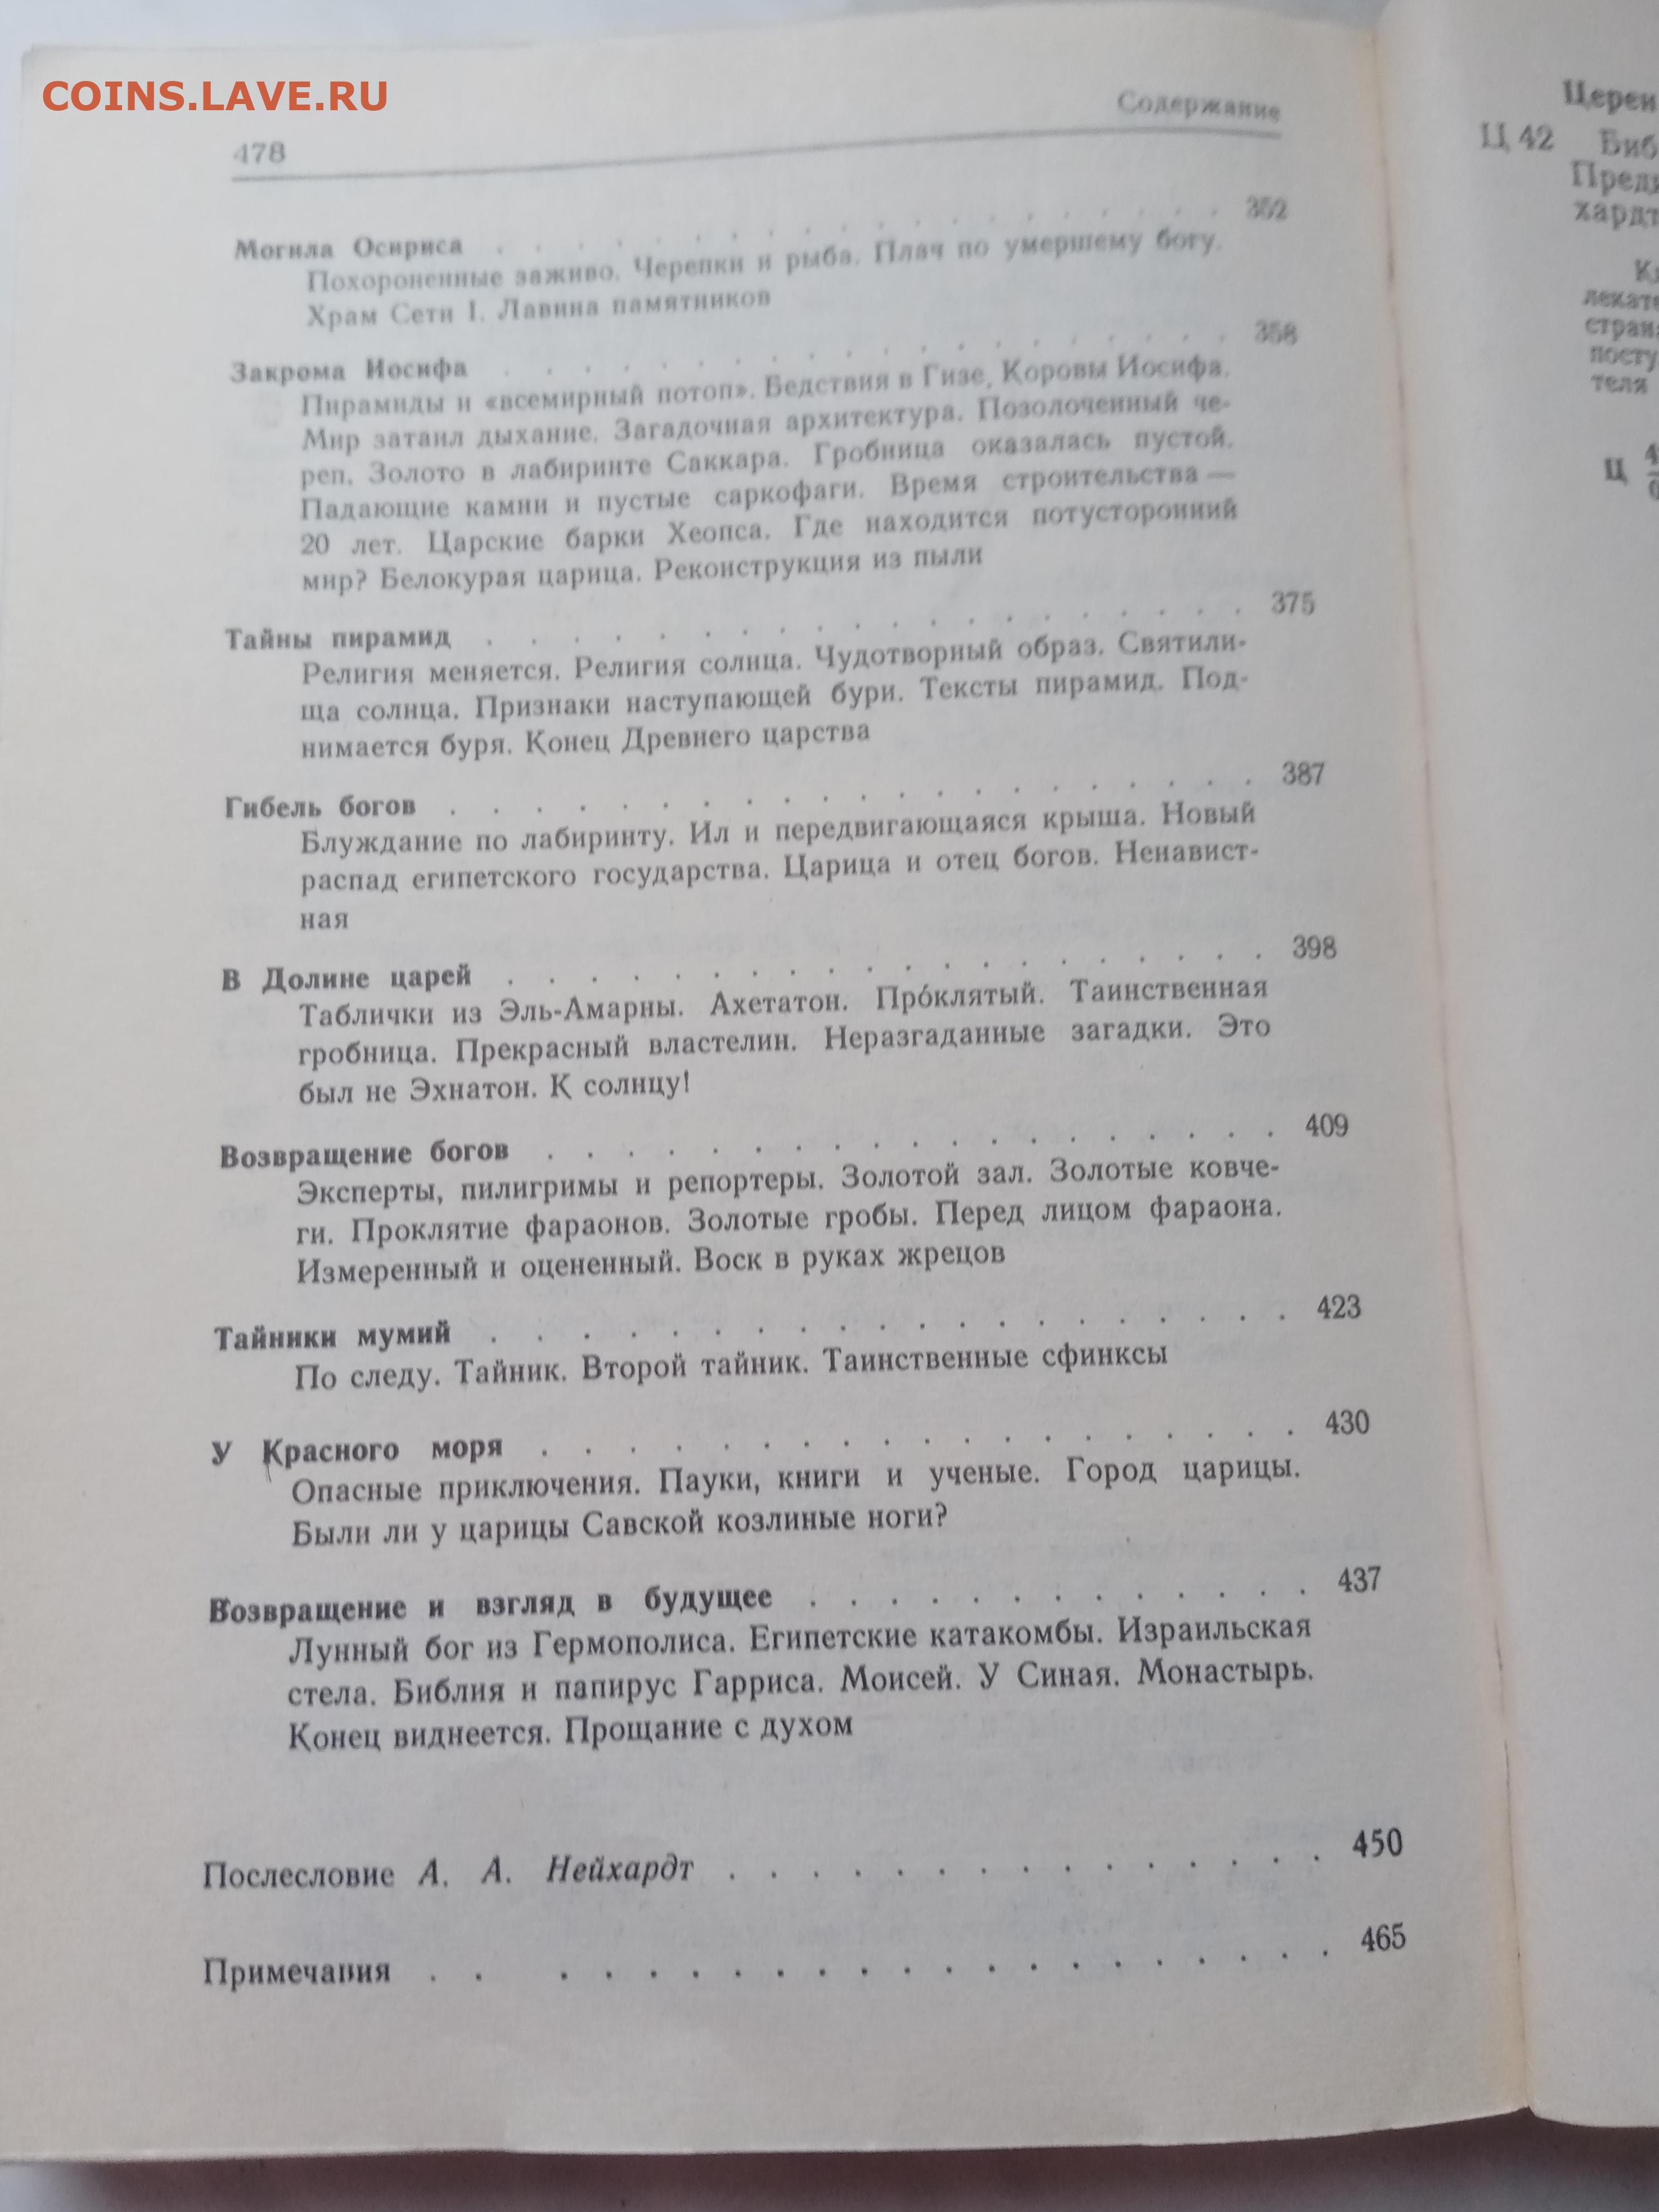 COINS.LAVE.RU
Содержание
478
Могила Осириса . . . . . . . . . . . . . . . . . 352
Похороненные заживо. Черепки и рыба. Плач по умершему богу.
Храм Сети I. Лавина памятников
Закрома Иосифа . . . . . . . . . . . . . . . . . 358
Пирамиды и «всемирный потоп». Бедствия в Гизе. Коровы Иосифа.
Мир затаил дыхание. Загадочная архитектура. Позолоченный че-
реп. Золото в лабиринте Саккара. Гробница оказалась пустой.
Падающие камни и пустые саркофаги. Время строительства —
20 лет. Царские барки Хеопса. Где находится потусторонний
мир? Белокурая царица. Реконструкция из пыли
Тайны пирамид . . . . . . . . . . . . . . . . . 375
Религия меняется. Религия солнца. Чудотворный образ. Святили-
ща солнца. Признаки наступающей бури. Тексты пирамид. Под-
нимается буря. Конец Древнего царства
Гибель богов . . . . . . . . . . . . . . . . . 387
Блуждание по лабиринту. Ил и передвигающаяся крыша. Новый
распад египетского государства. Царица и отец богов. Ненавист-
ная
В Долине царей . . . . . . . . . . . . . . . . . 398
Таблички из Эль-Амарны. Ахетатон. Про́клятый. Таинственная
гробница. Прекрасный властелин. Неразгаданные загадки. Это
был не Эхнатон. К солнцу!
Возвращение богов . . . . . . . . . . . . . . . . . 409
Эксперты, пилигримы и репортеры. Золотой зал. Золотые ковче-
ги. Проклятие фараонов. Золотые гробы. Перед лицом фараона.
Измеренный и оцененный. Воск в руках жрецов
Тайники мумий . . . . . . . . . . . . . . . . . 423
По следу. Тайник. Второй тайник. Таинственные сфинксы
У Красного моря . . . . . . . . . . . . . . . . . 430
Опасные приключения. Пауки, книги и ученые. Город царицы.
Были ли у царицы Савской козлиные ноги?
Возвращение и взгляд в будущее . . . . . . . . . . . . 437
Лунный бог из Гермополиса. Египетские катакомбы. Израильская
стела. Библия и папирус Гарриса. Моисей. У Синая. Монастырь.
Конец виднеется. Прощание с духом
Послесловие А. А. Нейхардт . . . . . . . . . . . . . . . 450
Примечания . . . . . . . . . . . . . . . . . 465
Церен
Ц 42 Биб
хардт
лекате
стран
посту
теля
Ц